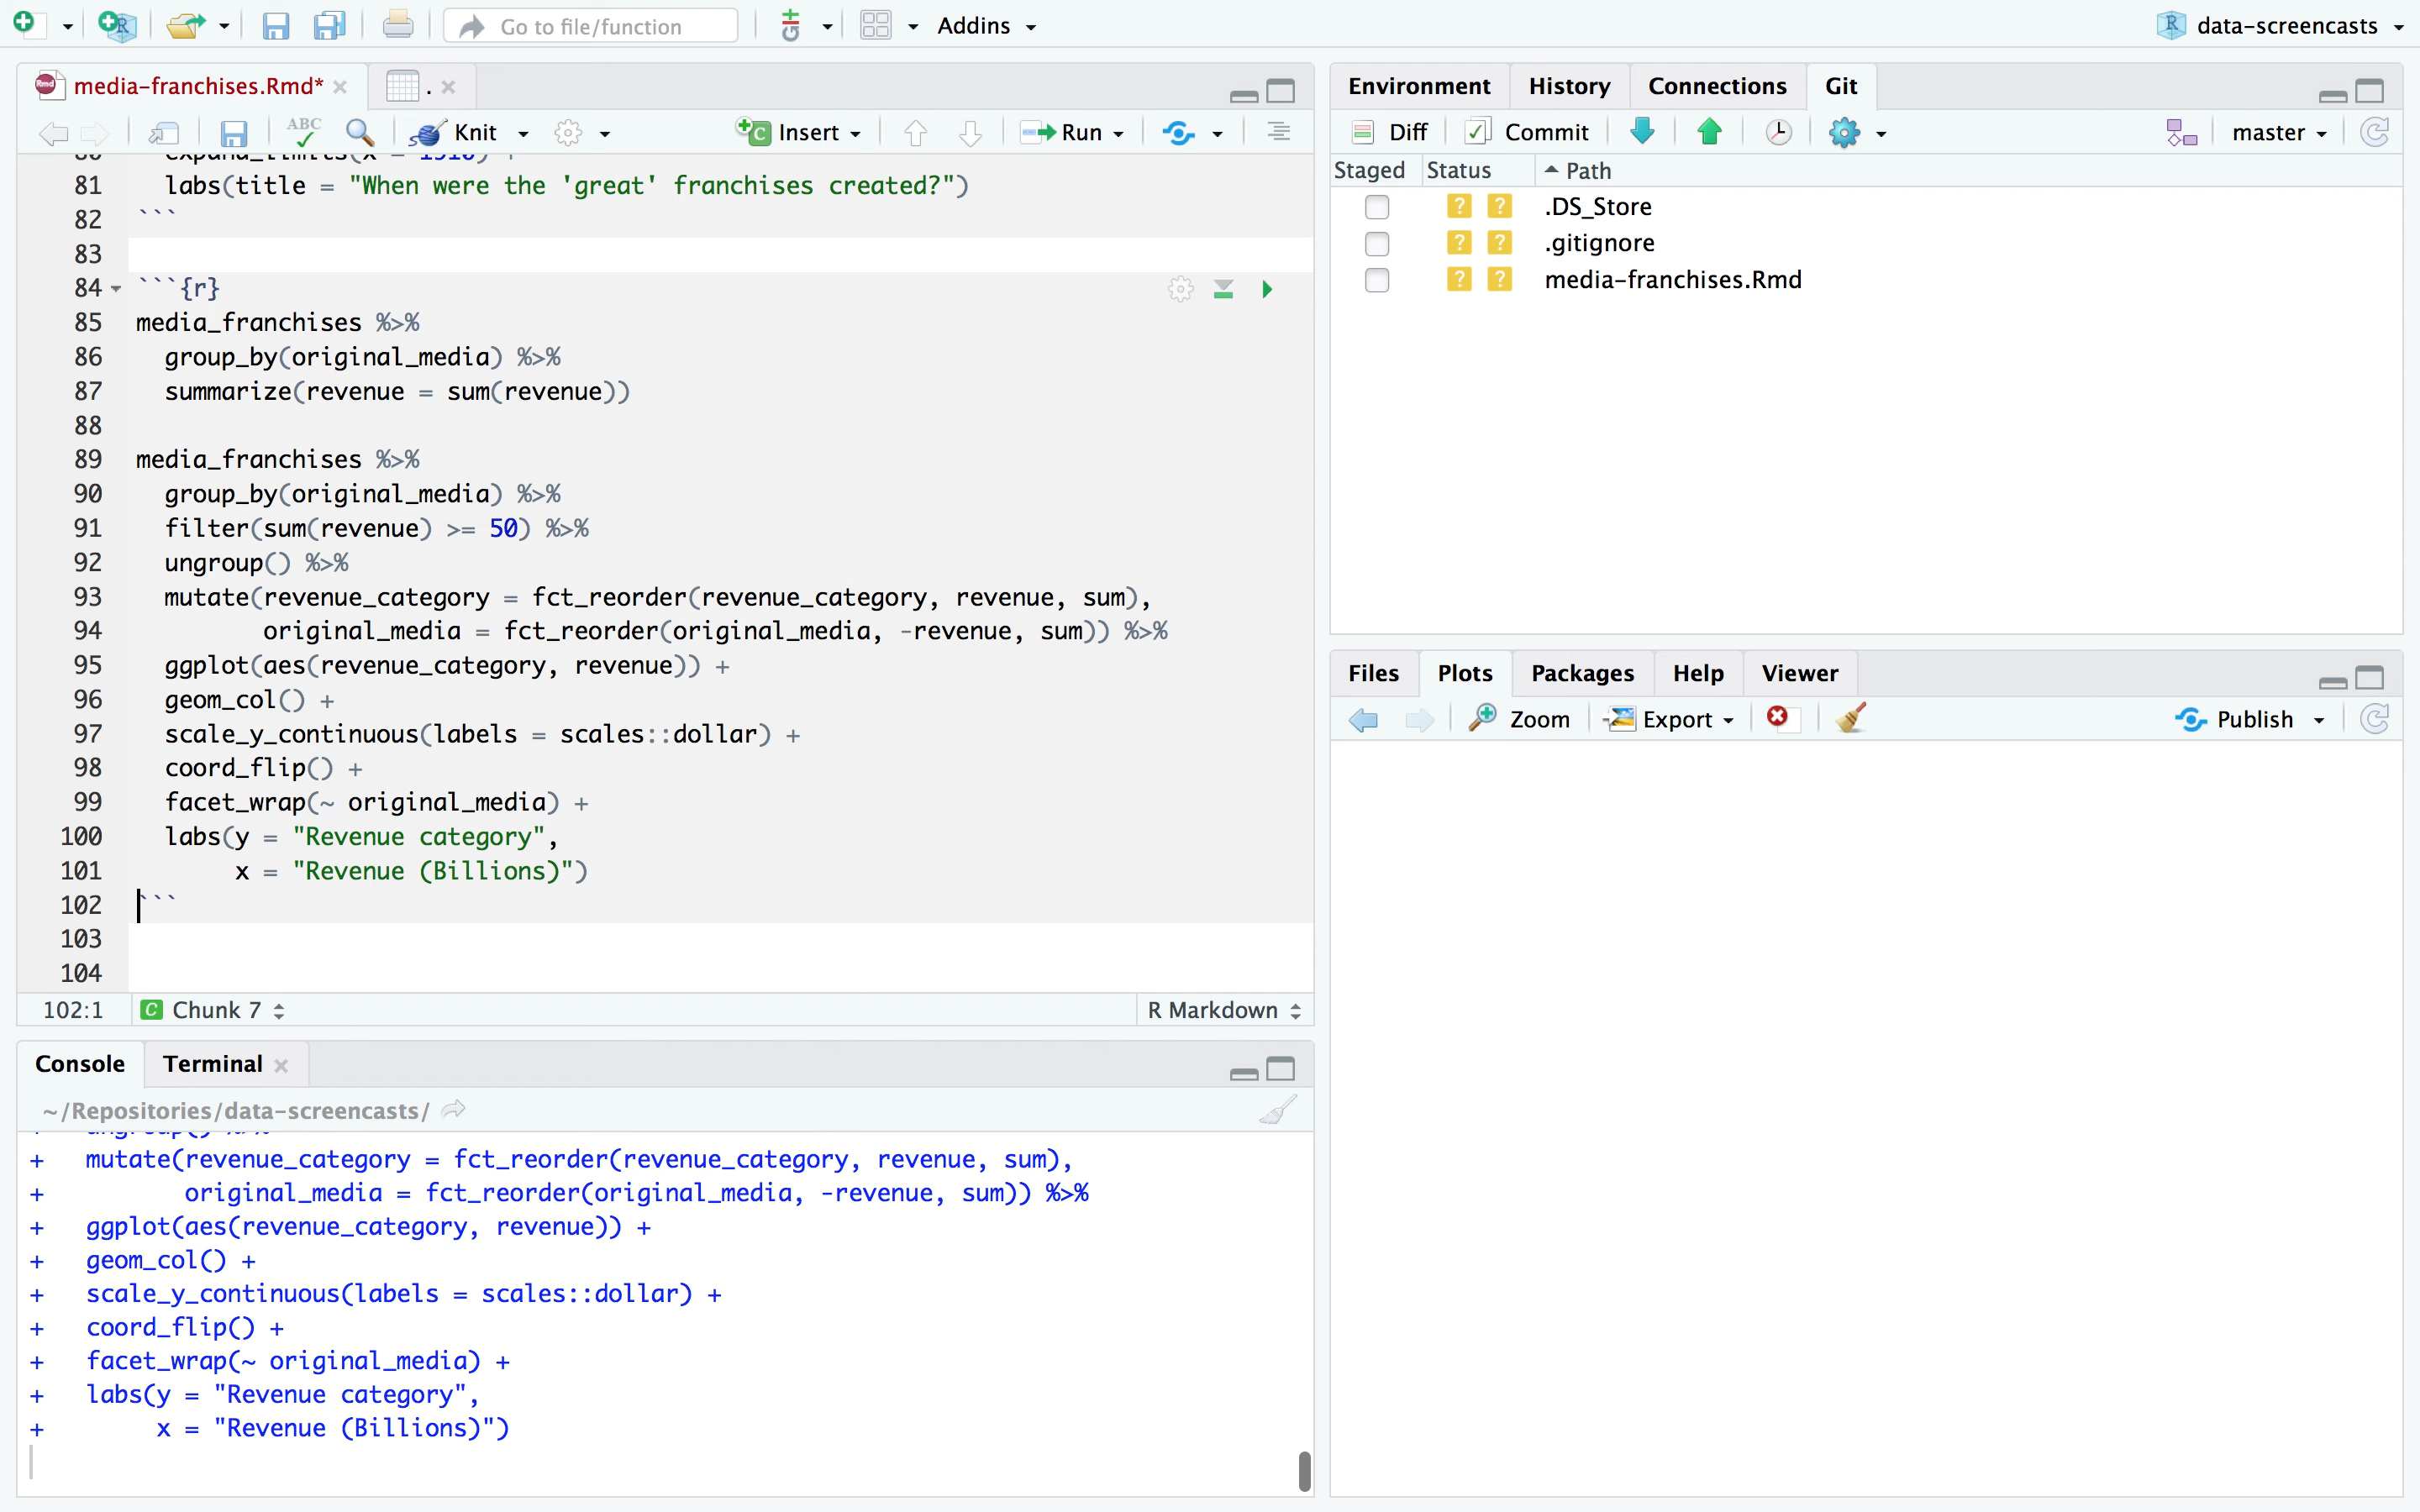 Go to file/function
Addins
data-screencasts
media-franchises.Rmd*
.
ABC
Knit
Insert
Run
81 labs(title = "When were the 'great' franchises created?")
82 ```
83
84 ```{r}
85 media_franchises %>%
86 group_by(original_media) %>%
87 summarize(revenue = sum(revenue))
88
89 media_franchises %>%
90 group_by(original_media) %>%
91 filter(sum(revenue) >= 50) %>%
92 ungroup() %>%
93 mutate(revenue_category = fct_reorder(revenue_category, revenue, sum),
94 original_media = fct_reorder(original_media, -revenue, sum)) %>%
95 ggplot(aes(revenue_category, revenue)) +
96 geom_col() +
97 scale_y_continuous(labels = scales::dollar) +
98 coord_flip() +
99 facet_wrap(~ original_media) +
100 labs(y = "Revenue category",
101 x = "Revenue (Billions)")
102 ```
103
104
102:1 C Chunk 7 R Markdown
Console Terminal
~/Repositories/data-screencasts/
+ mutate(revenue_category = fct_reorder(revenue_category, revenue, sum),
+ original_media = fct_reorder(original_media, -revenue, sum)) %>%
+ ggplot(aes(revenue_category, revenue)) +
+ geom_col() +
+ scale_y_continuous(labels = scales::dollar) +
+ coord_flip() +
+ facet_wrap(~ original_media) +
+ labs(y = "Revenue category",
+ x = "Revenue (Billions)")
Environment History Connections Git
Diff Commit master
Staged Status Path
? ? .DS_Store
? ? .gitignore
? ? media-franchises.Rmd
Files Plots Packages Help Viewer
Zoom Export Publish